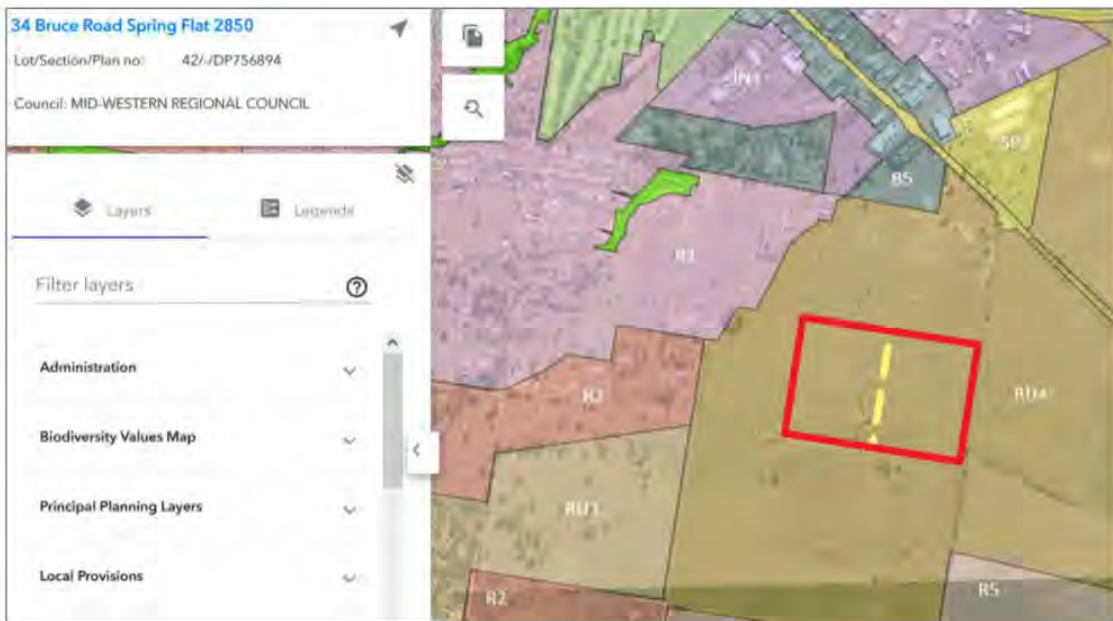 34 Bruce Road Spring Flat 2850
Lot/Section/Plan no: 42/-/DP756894
Council: MID-WESTERN REGIONAL COUNCIL
Layers Legends
Filter layers
Administration
Biodiversity Values Map
Principal Planning Layers
Local Provisions
IN1
SP2
B5
R3
R2
RU4
RU1
R5
R2